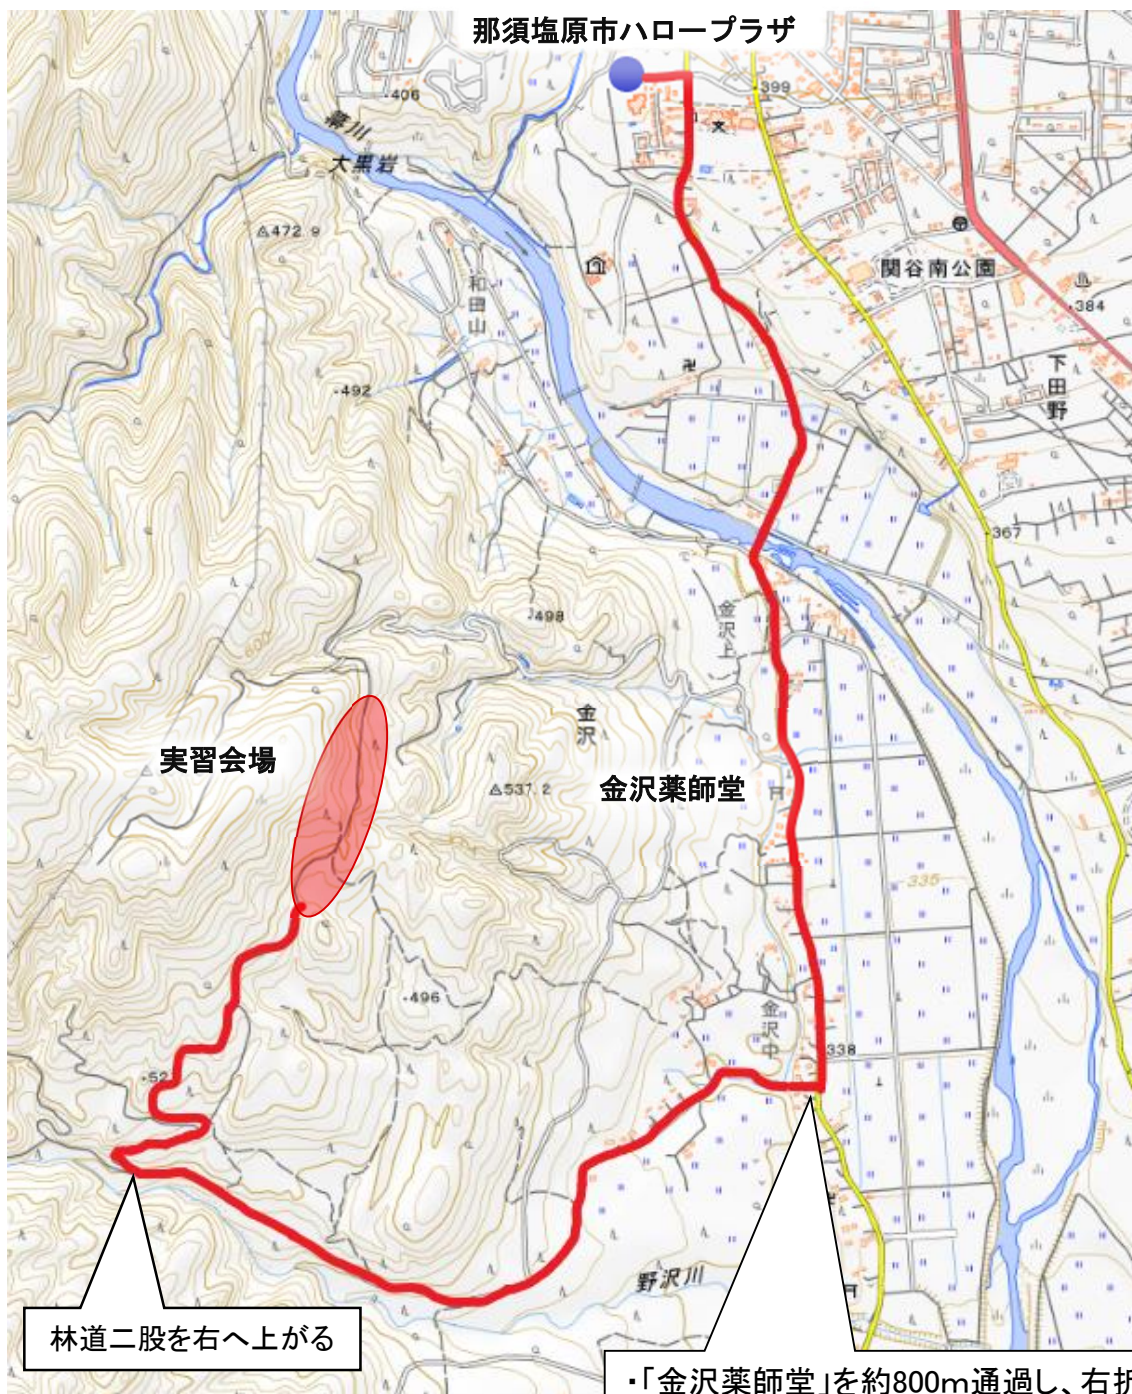 那須塩原市ハロープラザ
399
406
幕川
大黒岩
472.9
関谷南公園
384
和田山
下田野
492
367
498
金沢上
600
金沢
実習会場
537.2
金沢薬師堂
335
496
金沢中
338
52
野沢川
林道二股を右へ上がる
・「金沢薬師堂」を約800m通過し、右折